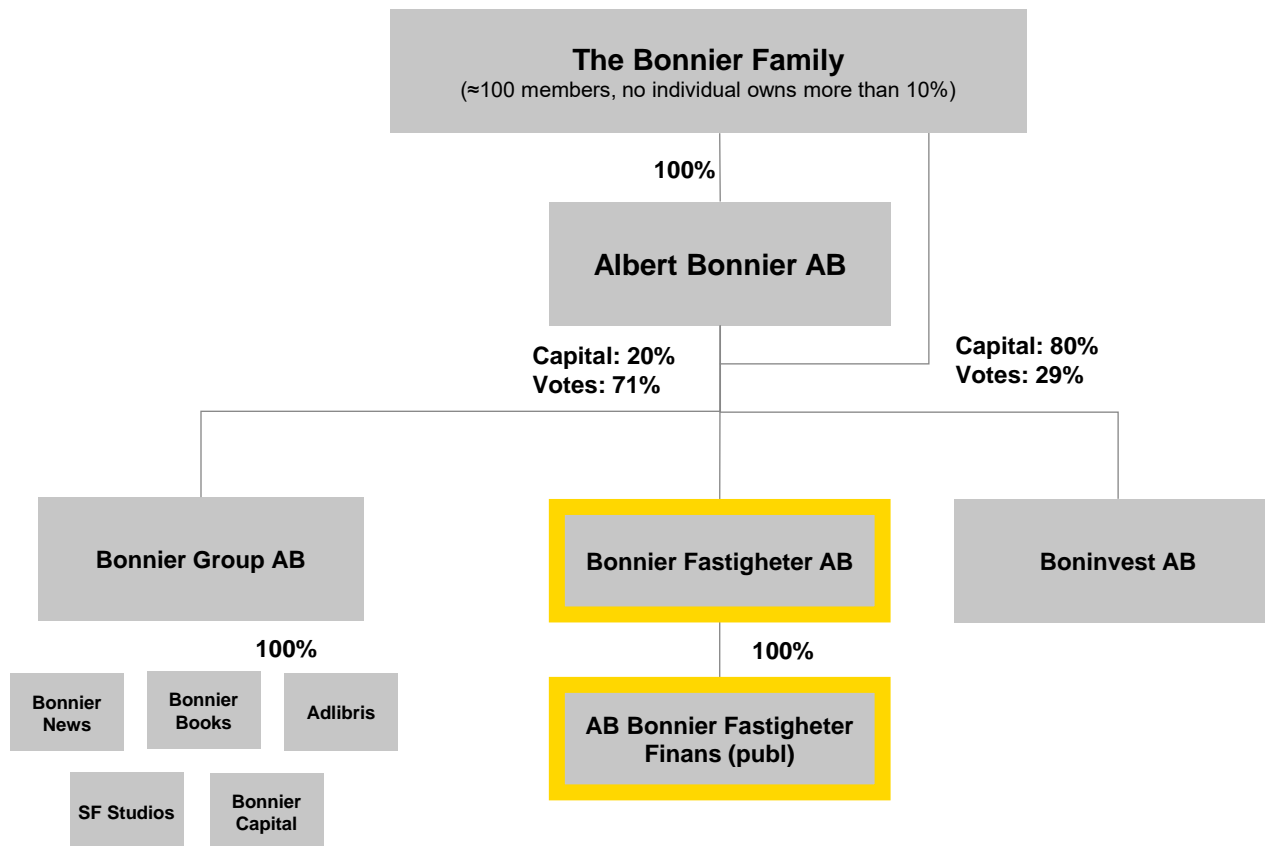 The Bonnier Family
(≈100 members, no individual owns more than 10%)
100%
Albert Bonnier AB
Capital: 20%
Votes: 71%
Capital: 80%
Votes: 29%
Bonnier Group AB
Bonnier Fastigheter AB
Boninvest AB
100%
100%
Bonnier
News
Bonnier
Books
Adlibris
AB Bonnier Fastigheter
Finans (publ)
SF Studios
Bonnier
Capital